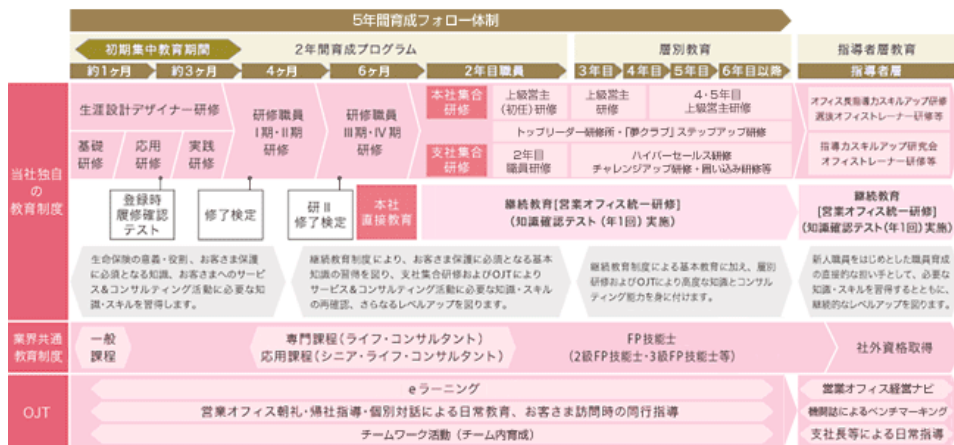 5年間育成フォロー体制
初期集中教育期間
2年間育成プログラム
層別教育
指導者層教育
約1ヶ月
約3ヶ月
4ヶ月
6ヶ月
2年目職員
3年目
4年目
5年目
6年目以降
指導者層
当社独自
の
教育制度
生涯設計デザイナー研修
基礎
研修
応用
研修
実践
研修
研修職員
Ⅰ期・Ⅱ期
研修
研修職員
Ⅲ期・Ⅳ期
研修
本社集合
研修
上級営主
(初任)研修
上級営主
研修
4・5年目
上級営主研修
トップリーダー研修所・「夢クラブ」ステップアップ研修
支社集合
研修
2年目
職員研修
ハイパーセールス研修
チャレンジアップ研修・囲い込み研修等
オフィス長指導力スキルアップ研修
選抜オフィストレーナー研修等
指導力スキルアップ研究会
オフィストレーナー研修等
登録時
履修確認
テスト
修了検定
研Ⅱ
修了検定
本社
直接教育
継続教育[営業オフィス統一研修]
(知識確認テスト(年1回)実施)
継続教育
[営業オフィス統一研修]
(知識確認テスト(年1回)実施)
生命保険の意義・役割、お客さま保護
に必須となる知識、お客さまへのサービ
ス&コンサルティング活動に必要な知
識・スキルを習得します。
継続教育制度により、お客さま保護に必須となる基本
知識の習得を図り、支社集合研修およびOJTにより
サービス&コンサルティング活動に必要な知識・スキル
の再確認、さらなるレベルアップを図ります。
継続教育制度による基本教育に加え、層別
研修およびOJTにより高度な知識とコンサル
ティング能力を身に付けます。
新人職員をはじめとした職員育成
の直接的な担い手として、必要な
知識・スキルを習得するとともに、
継続的なレベルアップを図ります。
業界共通
教育制度
一般
課程
専門課程(ライフ・コンサルタント)
応用課程(シニア・ライフ・コンサルタント)
FP技能士
(2級FP技能士・3級FP技能士等)
社外資格取得
OJT
eラーニング
営業オフィス朝礼・帰社指導・個別対話による日常教育、お客さま訪問時の同行指導
チームワーク活動(チーム内育成)
営業オフィス経営ナビ
機関誌によるベンチマーキング
支社長等による日常指導